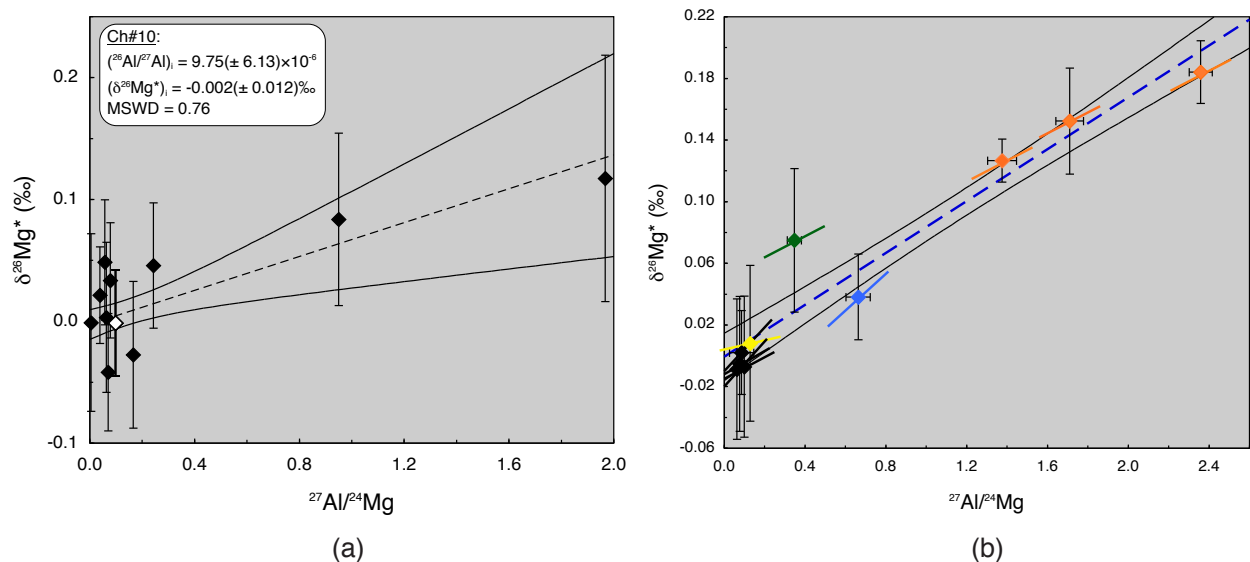 Ch#10:
(²⁶Al/²⁷Al)ᵢ = 9.75(± 6.13)×10⁻⁶
(δ²⁶Mg*)ᵢ = -0.002(± 0.012)‰
MSWD = 0.76
δ²⁶Mg* (‰)
0.2
0.1
0.0
-0.1
0.0 0.4 0.8 1.2 1.6 2.0
²⁷Al/²⁴Mg
(a)
δ²⁶Mg* (‰)
0.22
0.18
0.14
0.10
0.06
0.02
-0.02
-0.06
0.0 0.4 0.8 1.2 1.6 2.0 2.4
²⁷Al/²⁴Mg
(b)